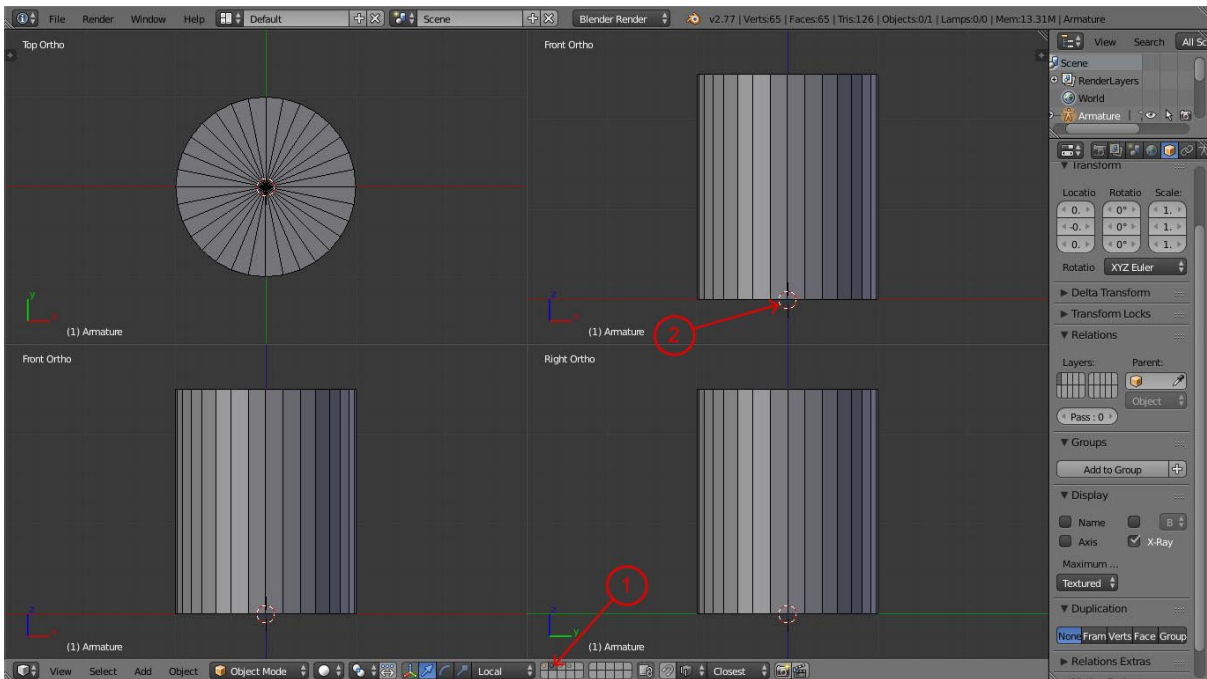 File Render Window Help Default Scene Blender Render v2.77 | Verts:65 | Faces:65 | Tris:126 | Objects:0/1 | Lamps:0/0 | Mem:13.31M | Armature
View Search All Sc
Top Ortho
Front Ortho
Scene
RenderLayers
World
Armature
Transform
Locatio Rotatio Scale:
0. 0° 1.
-0. 0° 1.
0. 0° 1.
Rotatio XYZ Euler
Delta Transform
Transform Locks
Relations
Layers: Parent:
Object
Pass : 0
Groups
Add to Group
Display
Name B
Axis X-Ray
Maximum ...
Textured
Duplication
None Fram Verts Face Group
Relations Extras
y
x
(1) Armature
z
x
(1) Armature
2
Front Ortho
Right Ortho
1
z
x
(1) Armature
z
y
(1) Armature
View Select Add Object Object Mode Local Closest